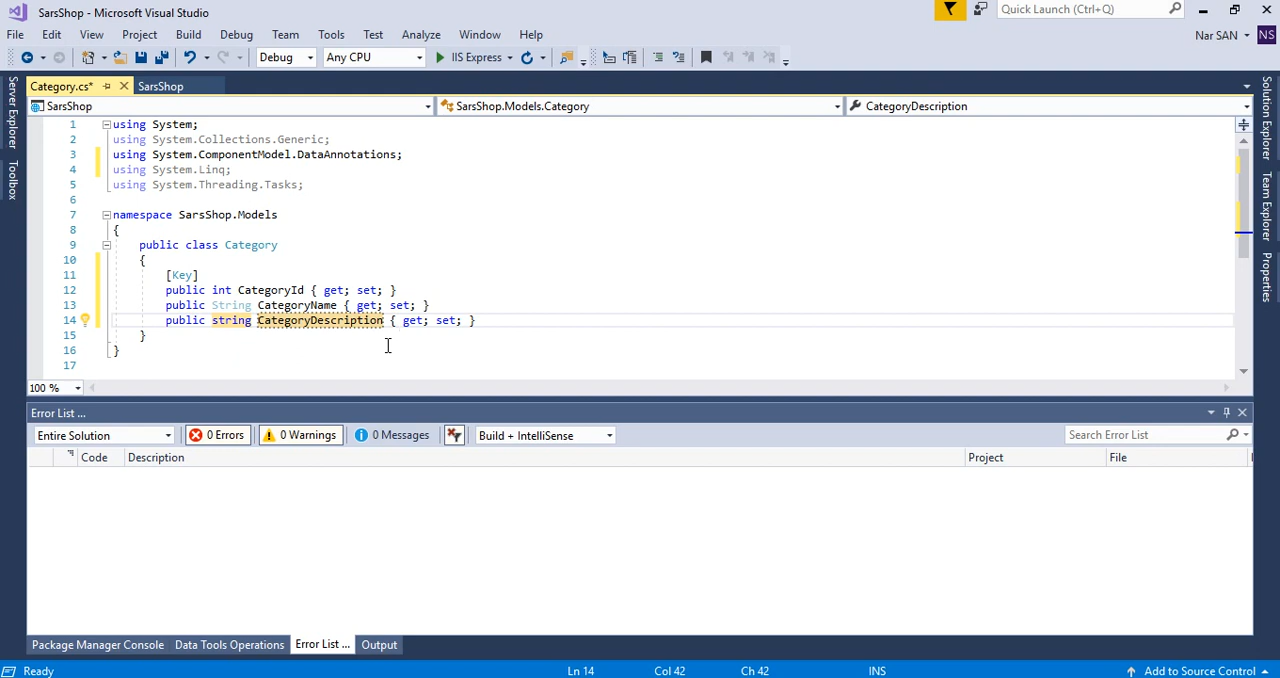 SarsShop - Microsoft Visual Studio
Quick Launch (Ctrl+Q)
File Edit View Project Build Debug Team Tools Test Analyze Window Help
Nar SAN NS
Debug Any CPU IIS Express
Category.cs* SarsShop
SarsShop SarsShop.Models.Category CategoryDescription
Server Explorer
Toolbox
Solution Explorer
Team Explorer
Properties
1 using System;
2 using System.Collections.Generic;
3 using System.ComponentModel.DataAnnotations;
4 using System.Linq;
5 using System.Threading.Tasks;
6
7 namespace SarsShop.Models
8 {
9 public class Category
10 {
11 [Key]
12 public int CategoryId { get; set; }
13 public String CategoryName { get; set; }
14 public string CategoryDescription { get; set; }
15 }
16 }
17
100 %
Error List ...
Entire Solution 0 Errors 0 Warnings 0 Messages Build + IntelliSense Search Error List
Code Description Project File
Package Manager Console Data Tools Operations Error List ... Output
Ready Ln 14 Col 42 Ch 42 INS Add to Source Control